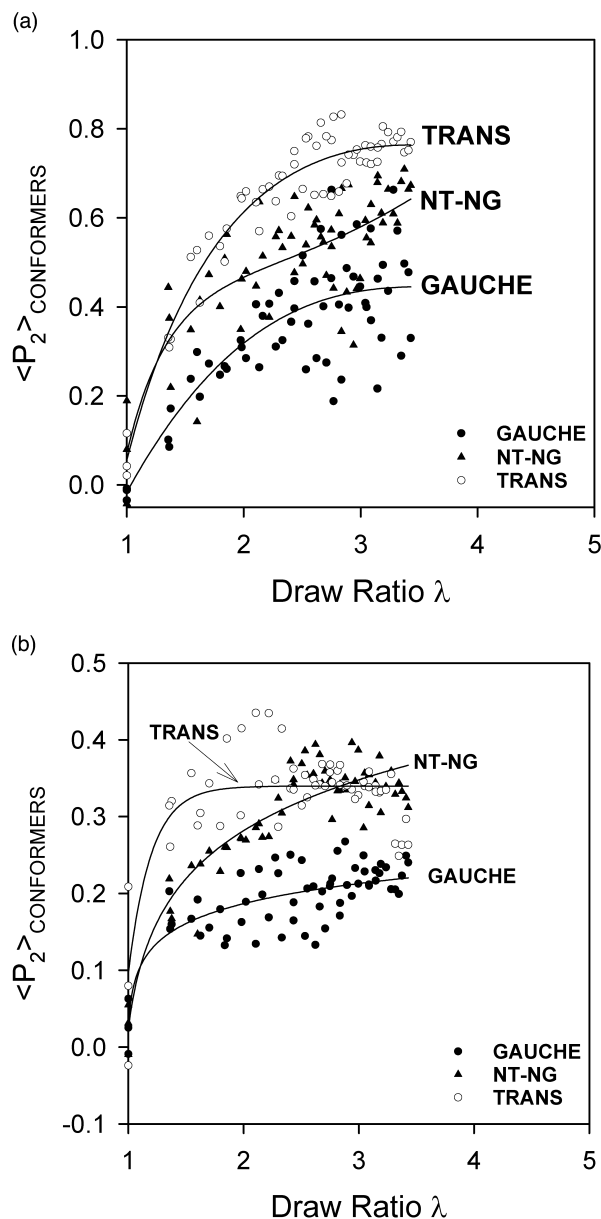 (a)
1.0
0.8
0.6
0.4
0.2
0.0
<P₂> CONFORMERS
TRANS
NT-NG
GAUCHE
GAUCHE
NT-NG
TRANS
1 2 3 4 5
Draw Ratio λ
(b)
0.5
0.4
0.3
0.2
0.1
0.0
-0.1
<P₂> CONFORMERS
TRANS
NT-NG
GAUCHE
GAUCHE
NT-NG
TRANS
1 2 3 4 5
Draw Ratio λ